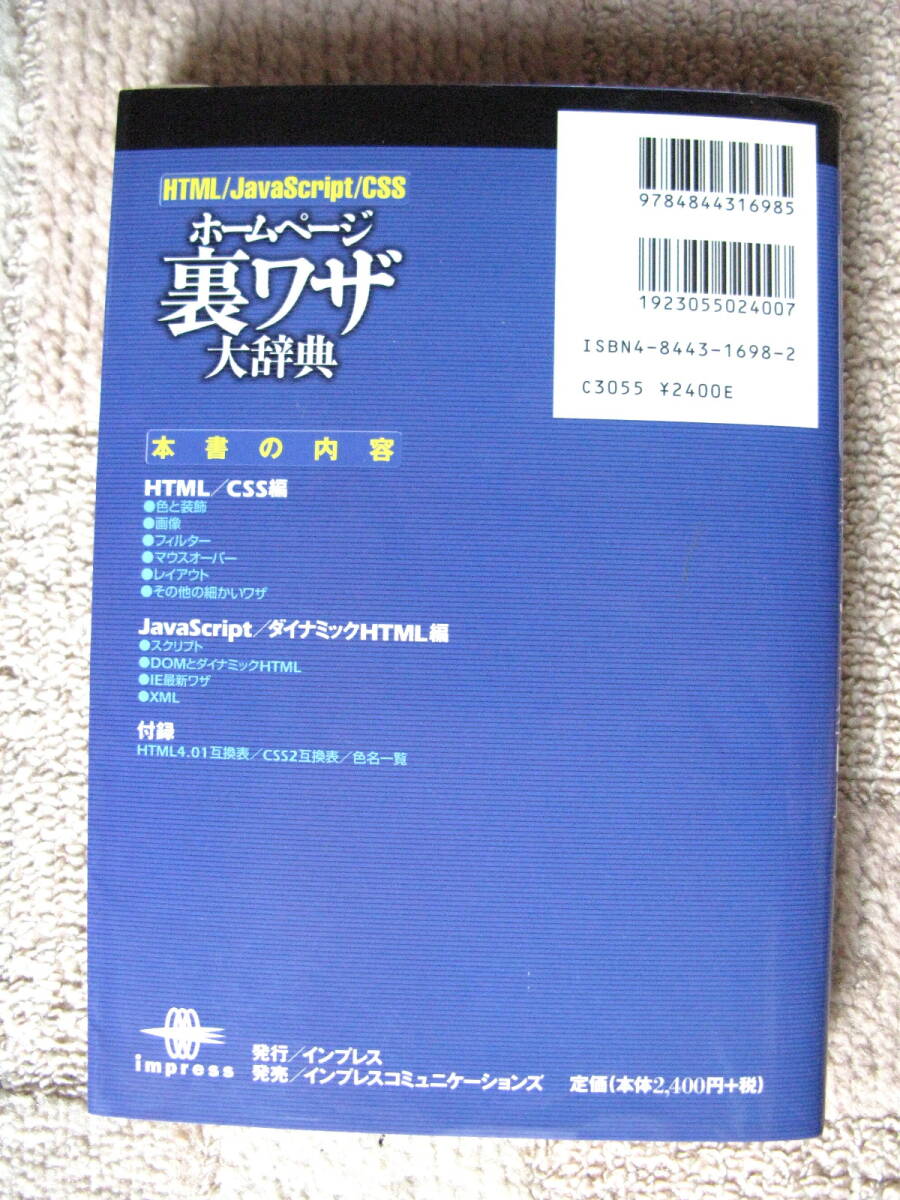 HTML/JavaScript/CSS
ホームページ
裏ワザ
大辞典
9784844316985
1923055024007
ISBN4-8443-1698-2
C3055 ¥2400E
本書の内容
HTML/CSS編
●色と装飾
●画像
●フィルター
●マウスオーバー
●レイアウト
●その他の細かいワザ
JavaScript/ダイナミックHTML編
●スクリプト
●DOMとダイナミックHTML
●IE最新ワザ
●XML
付録
HTML4.01互換表/CSS2互換表/色名一覧
impress
発行/インプレス
発売/インプレスコミュニケーションズ
定価(本体2,400円+税)